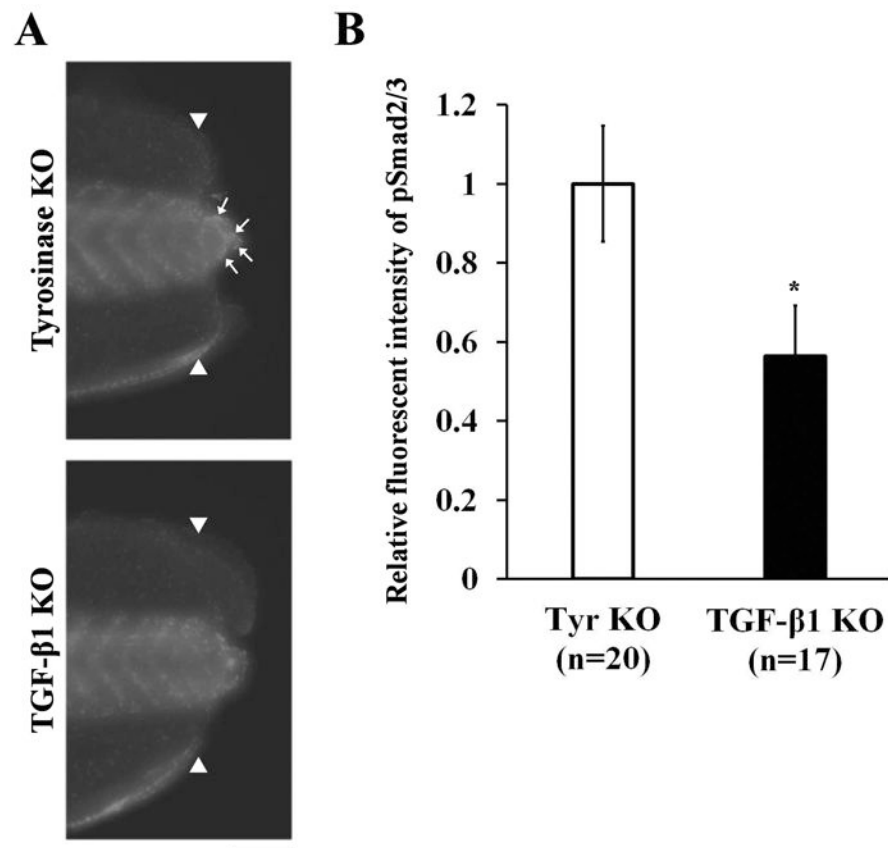 A
Tyrosinase KO
TGF-β1 KO
B
Relative fluorescent intensity of pSmad2/3
1.2
1
0.8
0.6
0.4
0.2
0
*
Tyr KO
(n=20)
TGF-β1 KO
(n=17)